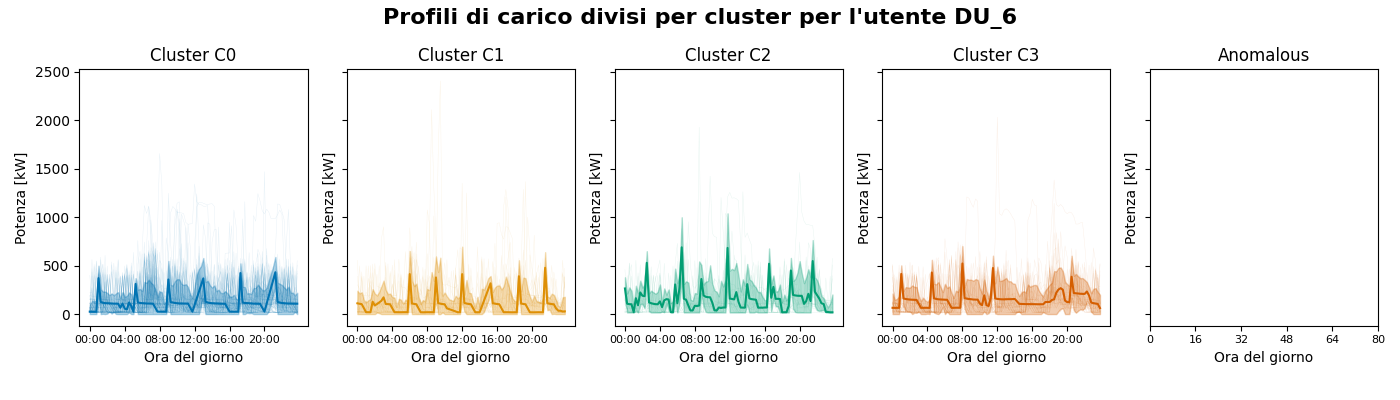 Profili di carico divisi per cluster per l'utente DU_6
Cluster C0
Cluster C1
Cluster C2
Cluster C3
Anomalous
2500
2000
1500
1000
500
0
Potenza [kW]
Potenza [kW]
Potenza [kW]
Potenza [kW]
Potenza [kW]
00:00 04:00 08:00 12:00 16:00 20:00
00:00 04:00 08:00 12:00 16:00 20:00
00:00 04:00 08:00 12:00 16:00 20:00
00:00 04:00 08:00 12:00 16:00 20:00
0 16 32 48 64 80
Ora del giorno
Ora del giorno
Ora del giorno
Ora del giorno
Ora del giorno